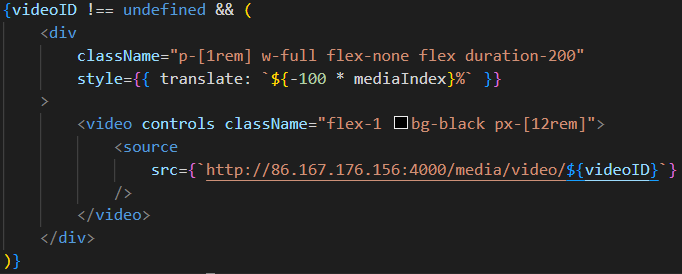 {videoID !== undefined && (
<div
className="p-[1rem] w-full flex-none flex duration-200"
style={{ translate: `${-100 * mediaIndex}%` }}
>
<video controls className="flex-1 bg-black px-[12rem]">
<source
src={`http://86.167.176.156:4000/media/video/${videoID}`}
/>
</video>
</div>
)}